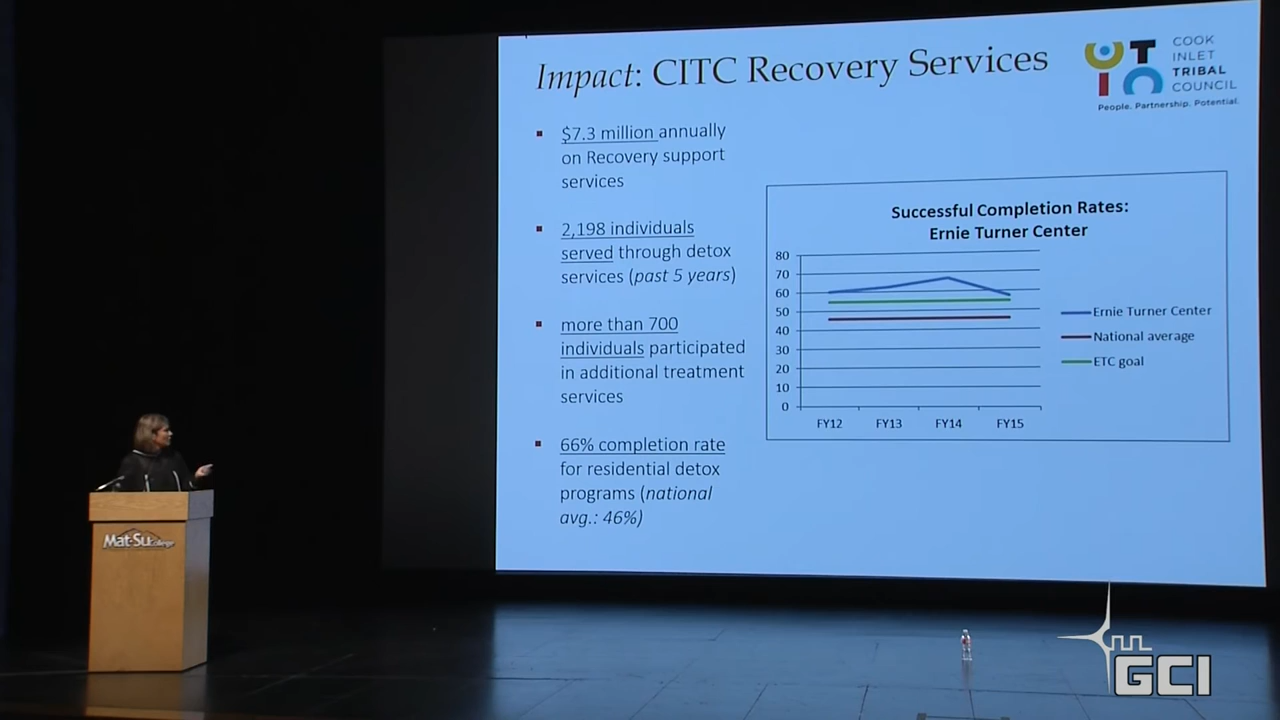 Impact: CITC Recovery Services
COOK
INLET
TRIBAL
COUNCIL
People. Partnership. Potential.
▪ $7.3 million annually
on Recovery support
services
▪ 2,198 individuals
served through detox
services (past 5 years)
▪ more than 700
individuals participated
in additional treatment
services
▪ 66% completion rate
for residential detox
programs (national
avg.: 46%)
Successful Completion Rates:
Ernie Turner Center
80
70
60
50
40
30
20
10
0
FY12 FY13 FY14 FY15
Ernie Turner Center
National average
ETC goal
Mat-Su College
GCI